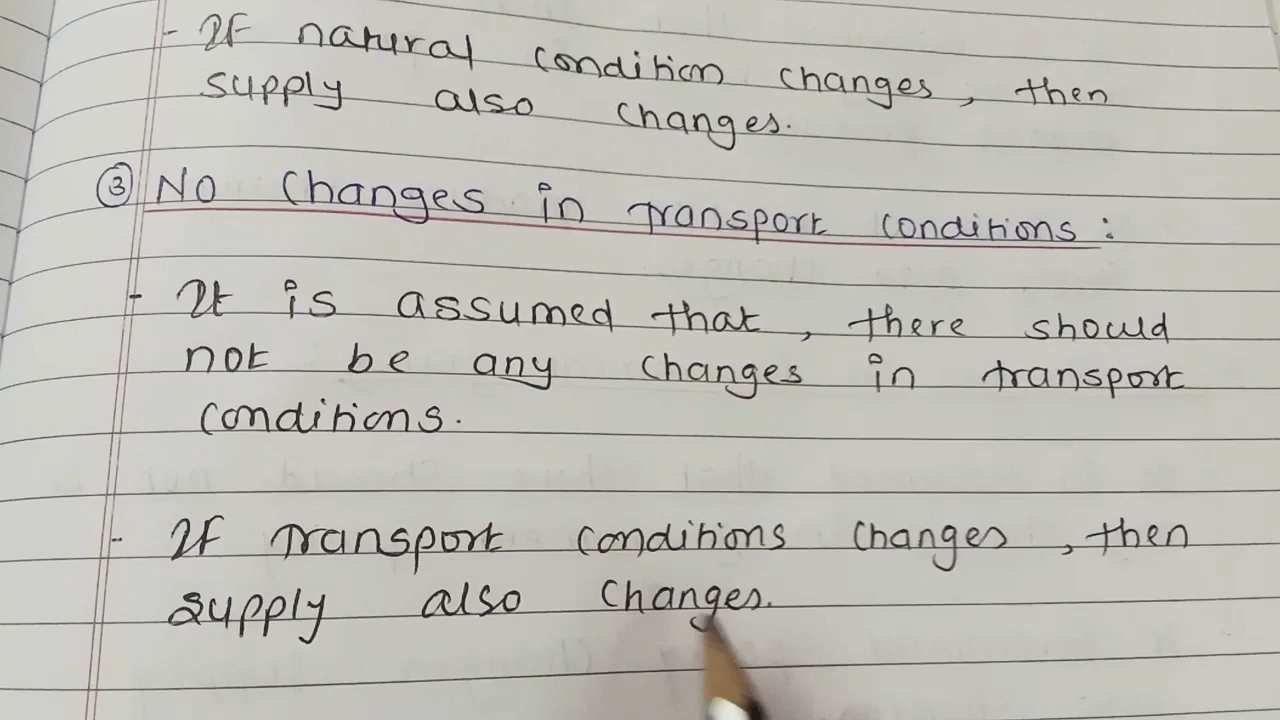 - If natural condition changes, then
supply also changes.
③ No changes in Transport conditions:
- It is assumed that, there should
not be any changes in transport
conditions.
- If Transport conditions changes, then
supply also changes.